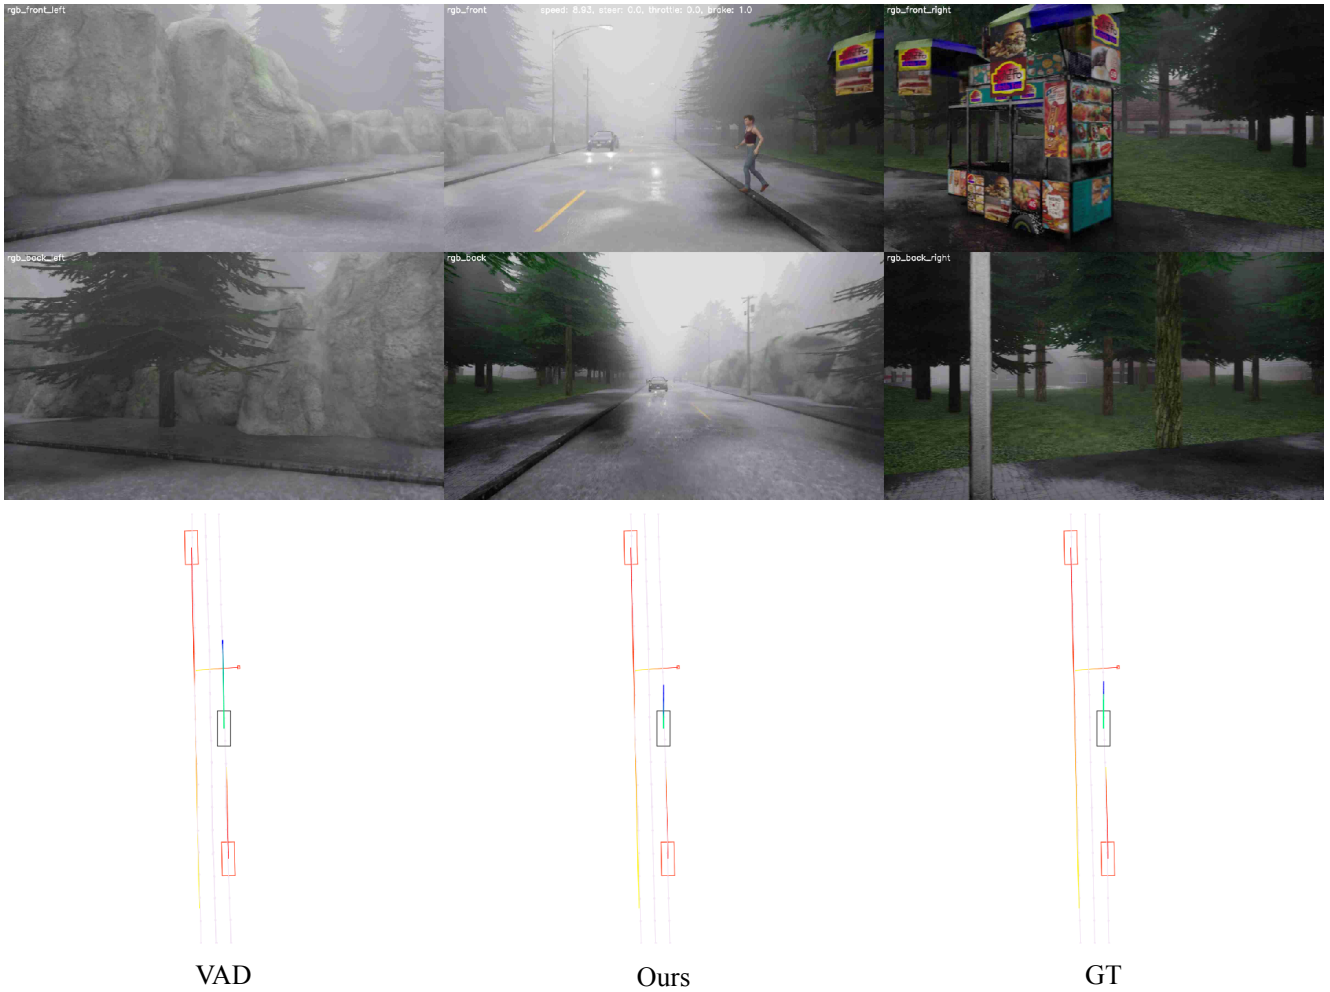 rgb_front_left
rgb_front
speed: 8.93, steer: 0.0, throttle: 0.0, brake: 1.0
rgb_front_right
rgb_back_left
rgb_back
rgb_back_right
VAD
Ours
GT